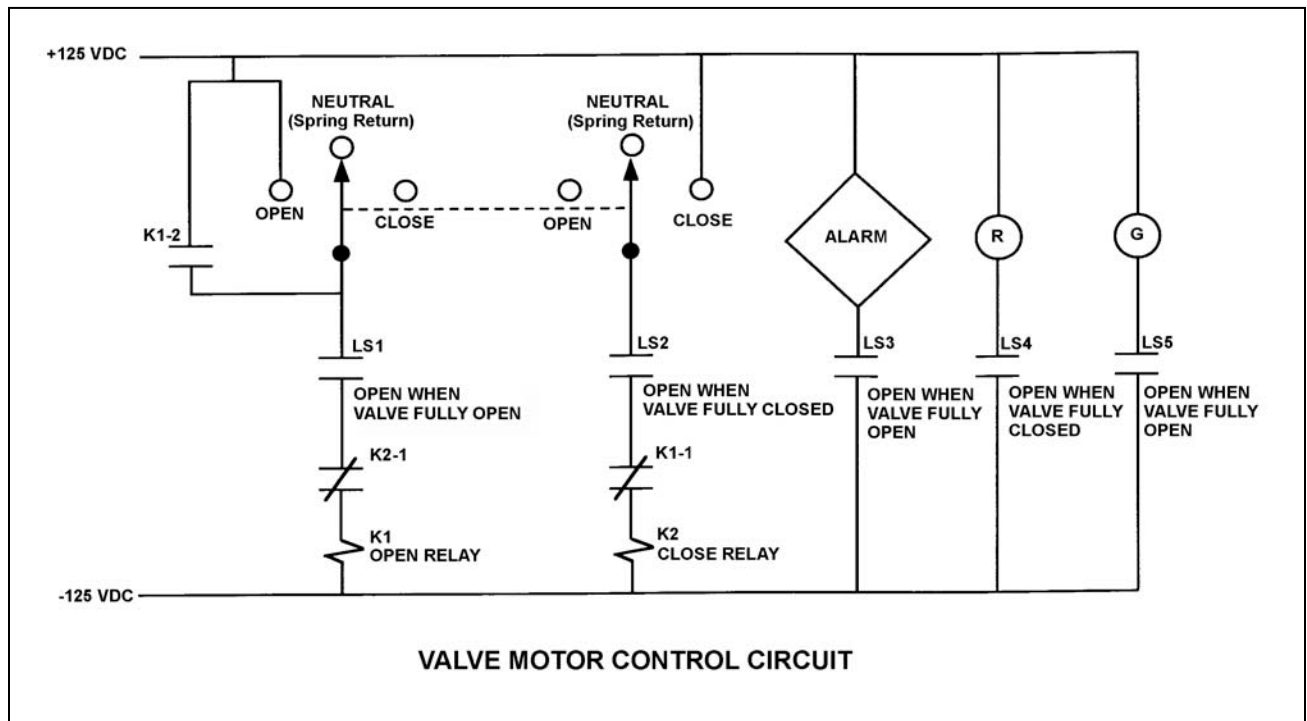 +125 VDC
NEUTRAL
(Spring Return)
NEUTRAL
(Spring Return)
OPEN
CLOSE
OPEN
CLOSE
K1-2
ALARM
R
G
LS1
OPEN WHEN
VALVE FULLY OPEN
LS2
OPEN WHEN
VALVE FULLY CLOSED
LS3
OPEN WHEN
VALVE FULLY
OPEN
LS4
OPEN WHEN
VALVE FULLY
CLOSED
LS5
OPEN WHEN
VALVE FULLY
OPEN
K2-1
K1-1
K1
OPEN RELAY
K2
CLOSE RELAY
-125 VDC
VALVE MOTOR CONTROL CIRCUIT